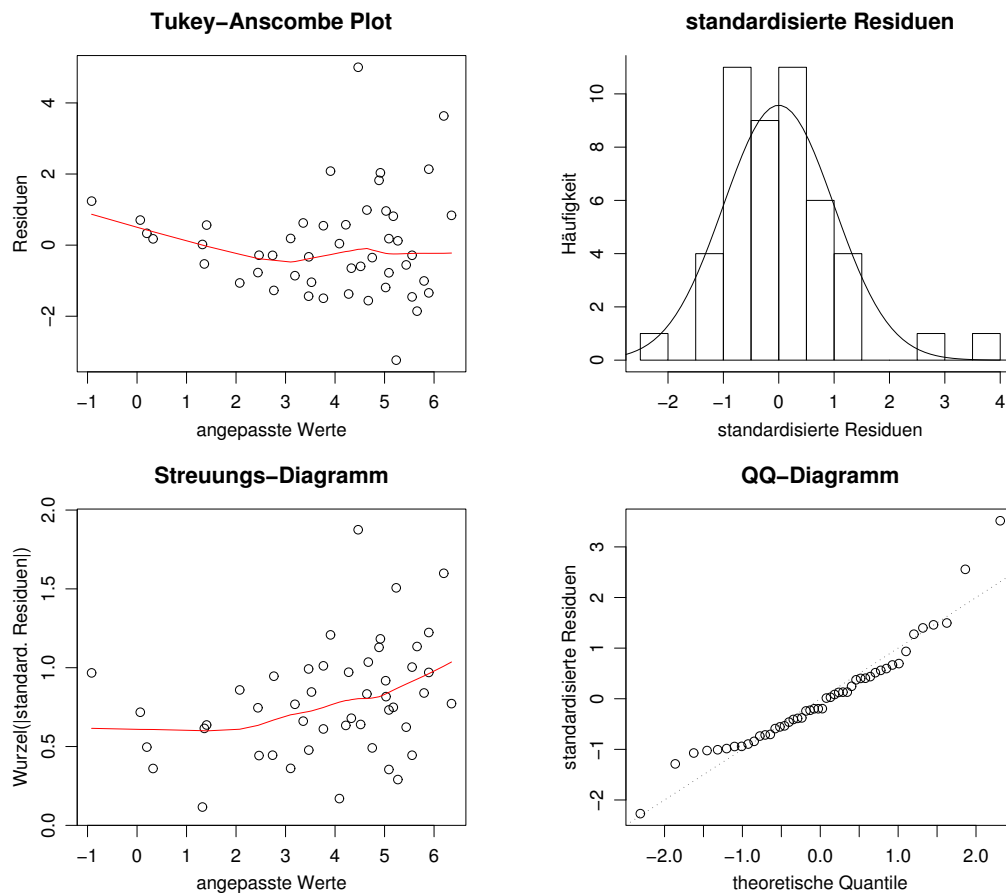 Tukey−Anscombe Plot
Residuen
4
2
0
−2
−1 0 1 2 3 4 5 6
angepasste Werte
standardisierte Residuen
Häufigkeit
10
8
6
4
2
0
−2 −1 0 1 2 3 4
standardisierte Residuen
Streuungs−Diagramm
Wurzel(|standard. Residuen|)
2.0
1.5
1.0
0.5
0.0
−1 0 1 2 3 4 5 6
angepasste Werte
QQ−Diagramm
standardisierte Residuen
3
2
1
0
−1
−2
−2.0 −1.0 0.0 1.0 2.0
theoretische Quantile